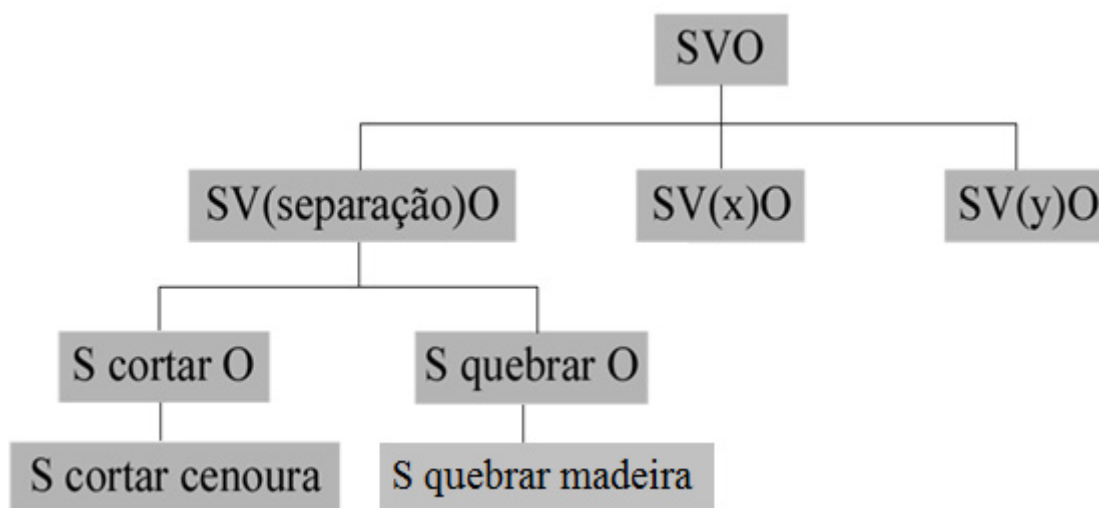 SVO
SV(separação)O
SV(x)O
SV(y)O
S cortar O
S quebrar O
S cortar cenoura
S quebrar madeira